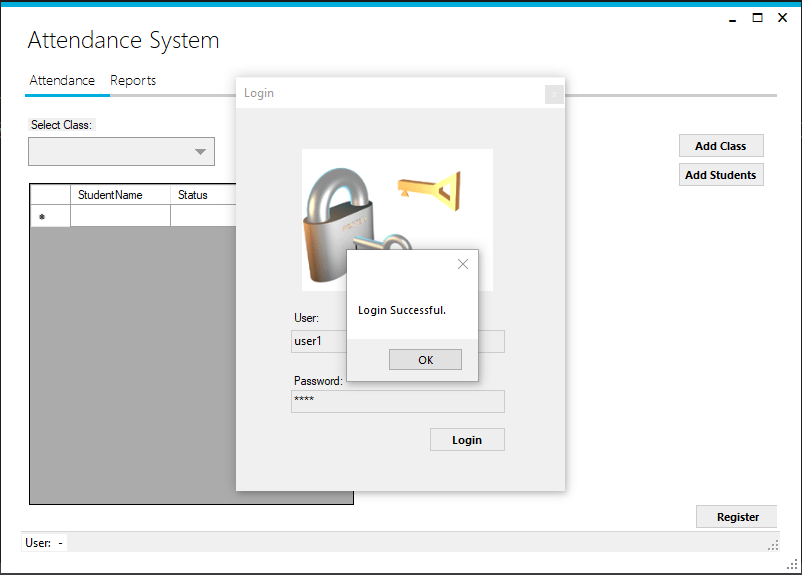 Attendance System
Attendance Reports
Login
Select Class:
Add Class
Add Students
StudentName Status
Login Successful.
OK
User:
user1
Password:
****
Login
Register
User: -